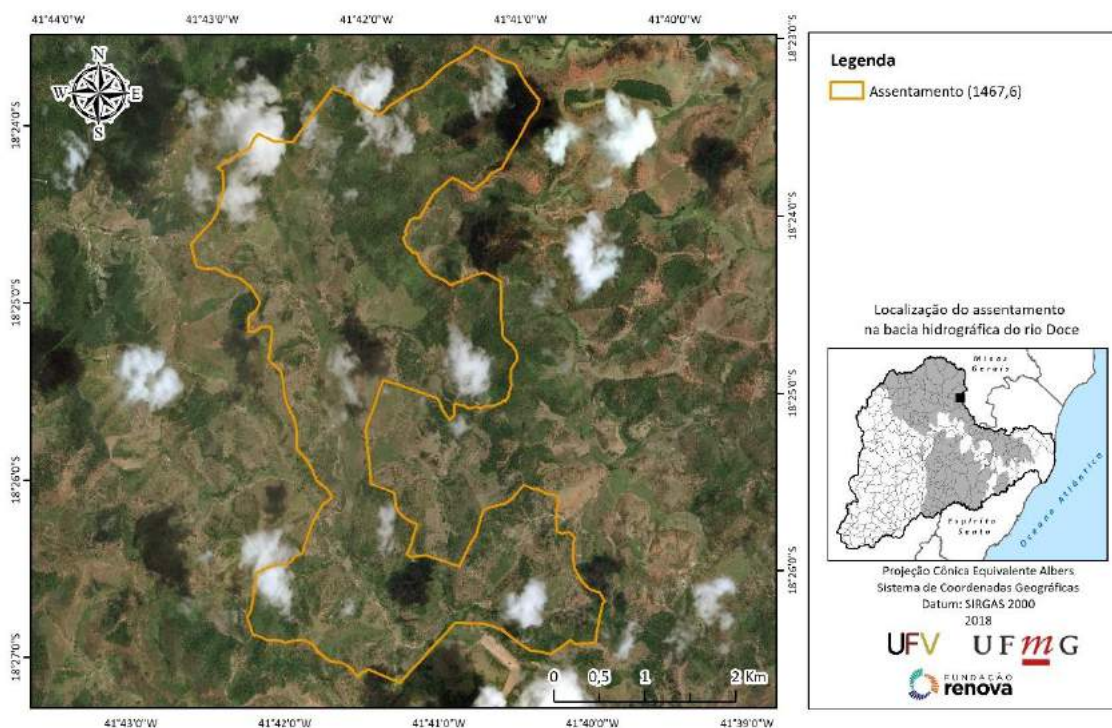 41°44'0"W 41°43'0"W 41°42'0"W 41°41'0"W 41°40'0"W
18°23'0"S
18°24'0"S
18°24'0"S
18°25'0"S
18°25'0"S
18°26'0"S
18°26'0"S
18°27'0"S
N
W E
S
0 0,5 1 2 Km
41°43'0"W 41°42'0"W 41°41'0"W 41°40'0"W 41°39'0"W
Legenda
Assentamento (1467,6)
Localização do assentamento
na bacia hidrográfica do rio Doce
Minas
Gerais
Espírito
Santo
Oceano Atlântico
Projeção Cônica Equivalente Albers
Sistema de Coordenadas Geográficas
Datum: SIRGAS 2000
2018
UFV UFmG
FUNDAÇÃO
renova